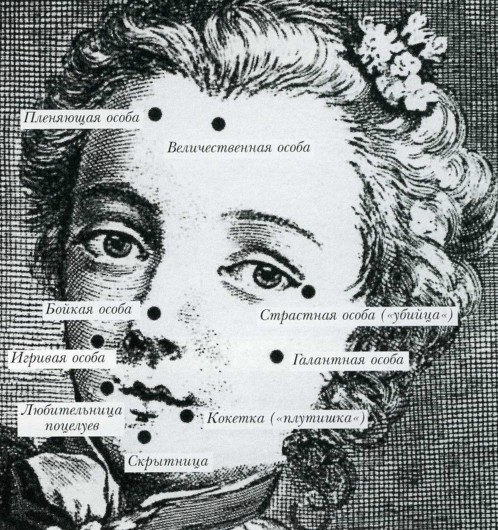 Пленяющая особа
Величественная особа
Бойкая особа
Страстная особа („убийца“)
Игривая особа
Галантная особа
Любительница
поцелуев
Кокетка („плутишка“)
Скрытница